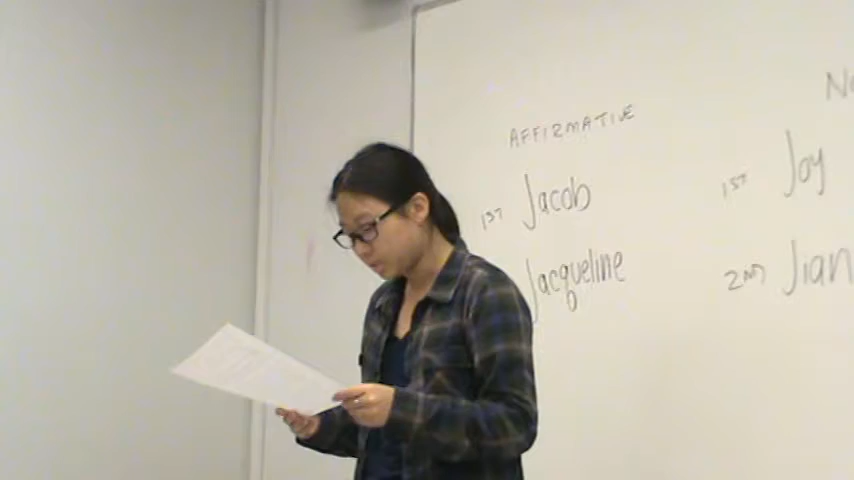 AFFIRMATIVE
1ST Jacob
Jacqueline
1ST Joy
2ND Jian